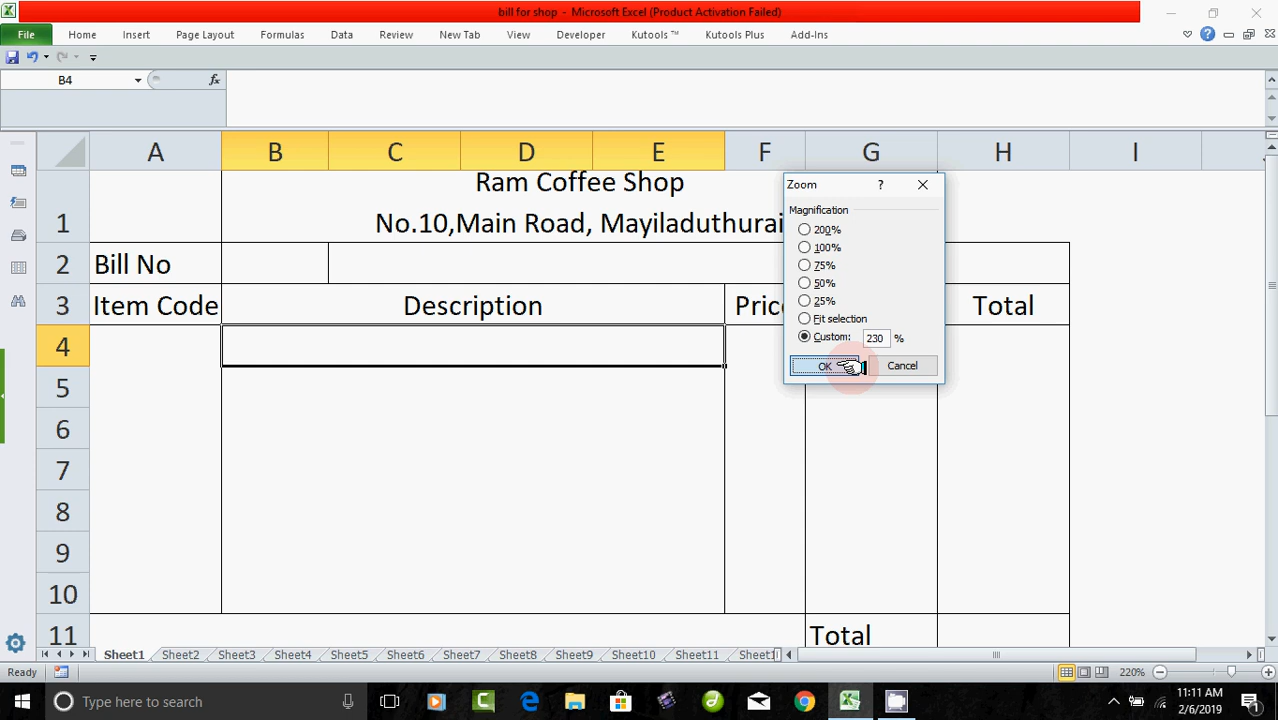 bill for shop - Microsoft Excel (Product Activation Failed)
File Home Insert Page Layout Formulas Data Review New Tab View Developer Kutools ™ Kutools Plus Add-Ins
B4 fx
A B C D E F G H I
Ram Coffee Shop
1 No.10,Main Road, Mayiladuthurai
2 Bill No
3 Item Code Description Price Total
4
5
6
7
8
9
10
11 Total
Zoom ?
Magnification
200%
100%
75%
50%
25%
Fit selection
Custom: 230 %
OK Cancel
Sheet1 Sheet2 Sheet3 Sheet4 Sheet5 Sheet6 Sheet7 Sheet8 Sheet9 Sheet10 Sheet11 Sheet1
Ready 220%
Type here to search
11:11 AM
2/6/2019